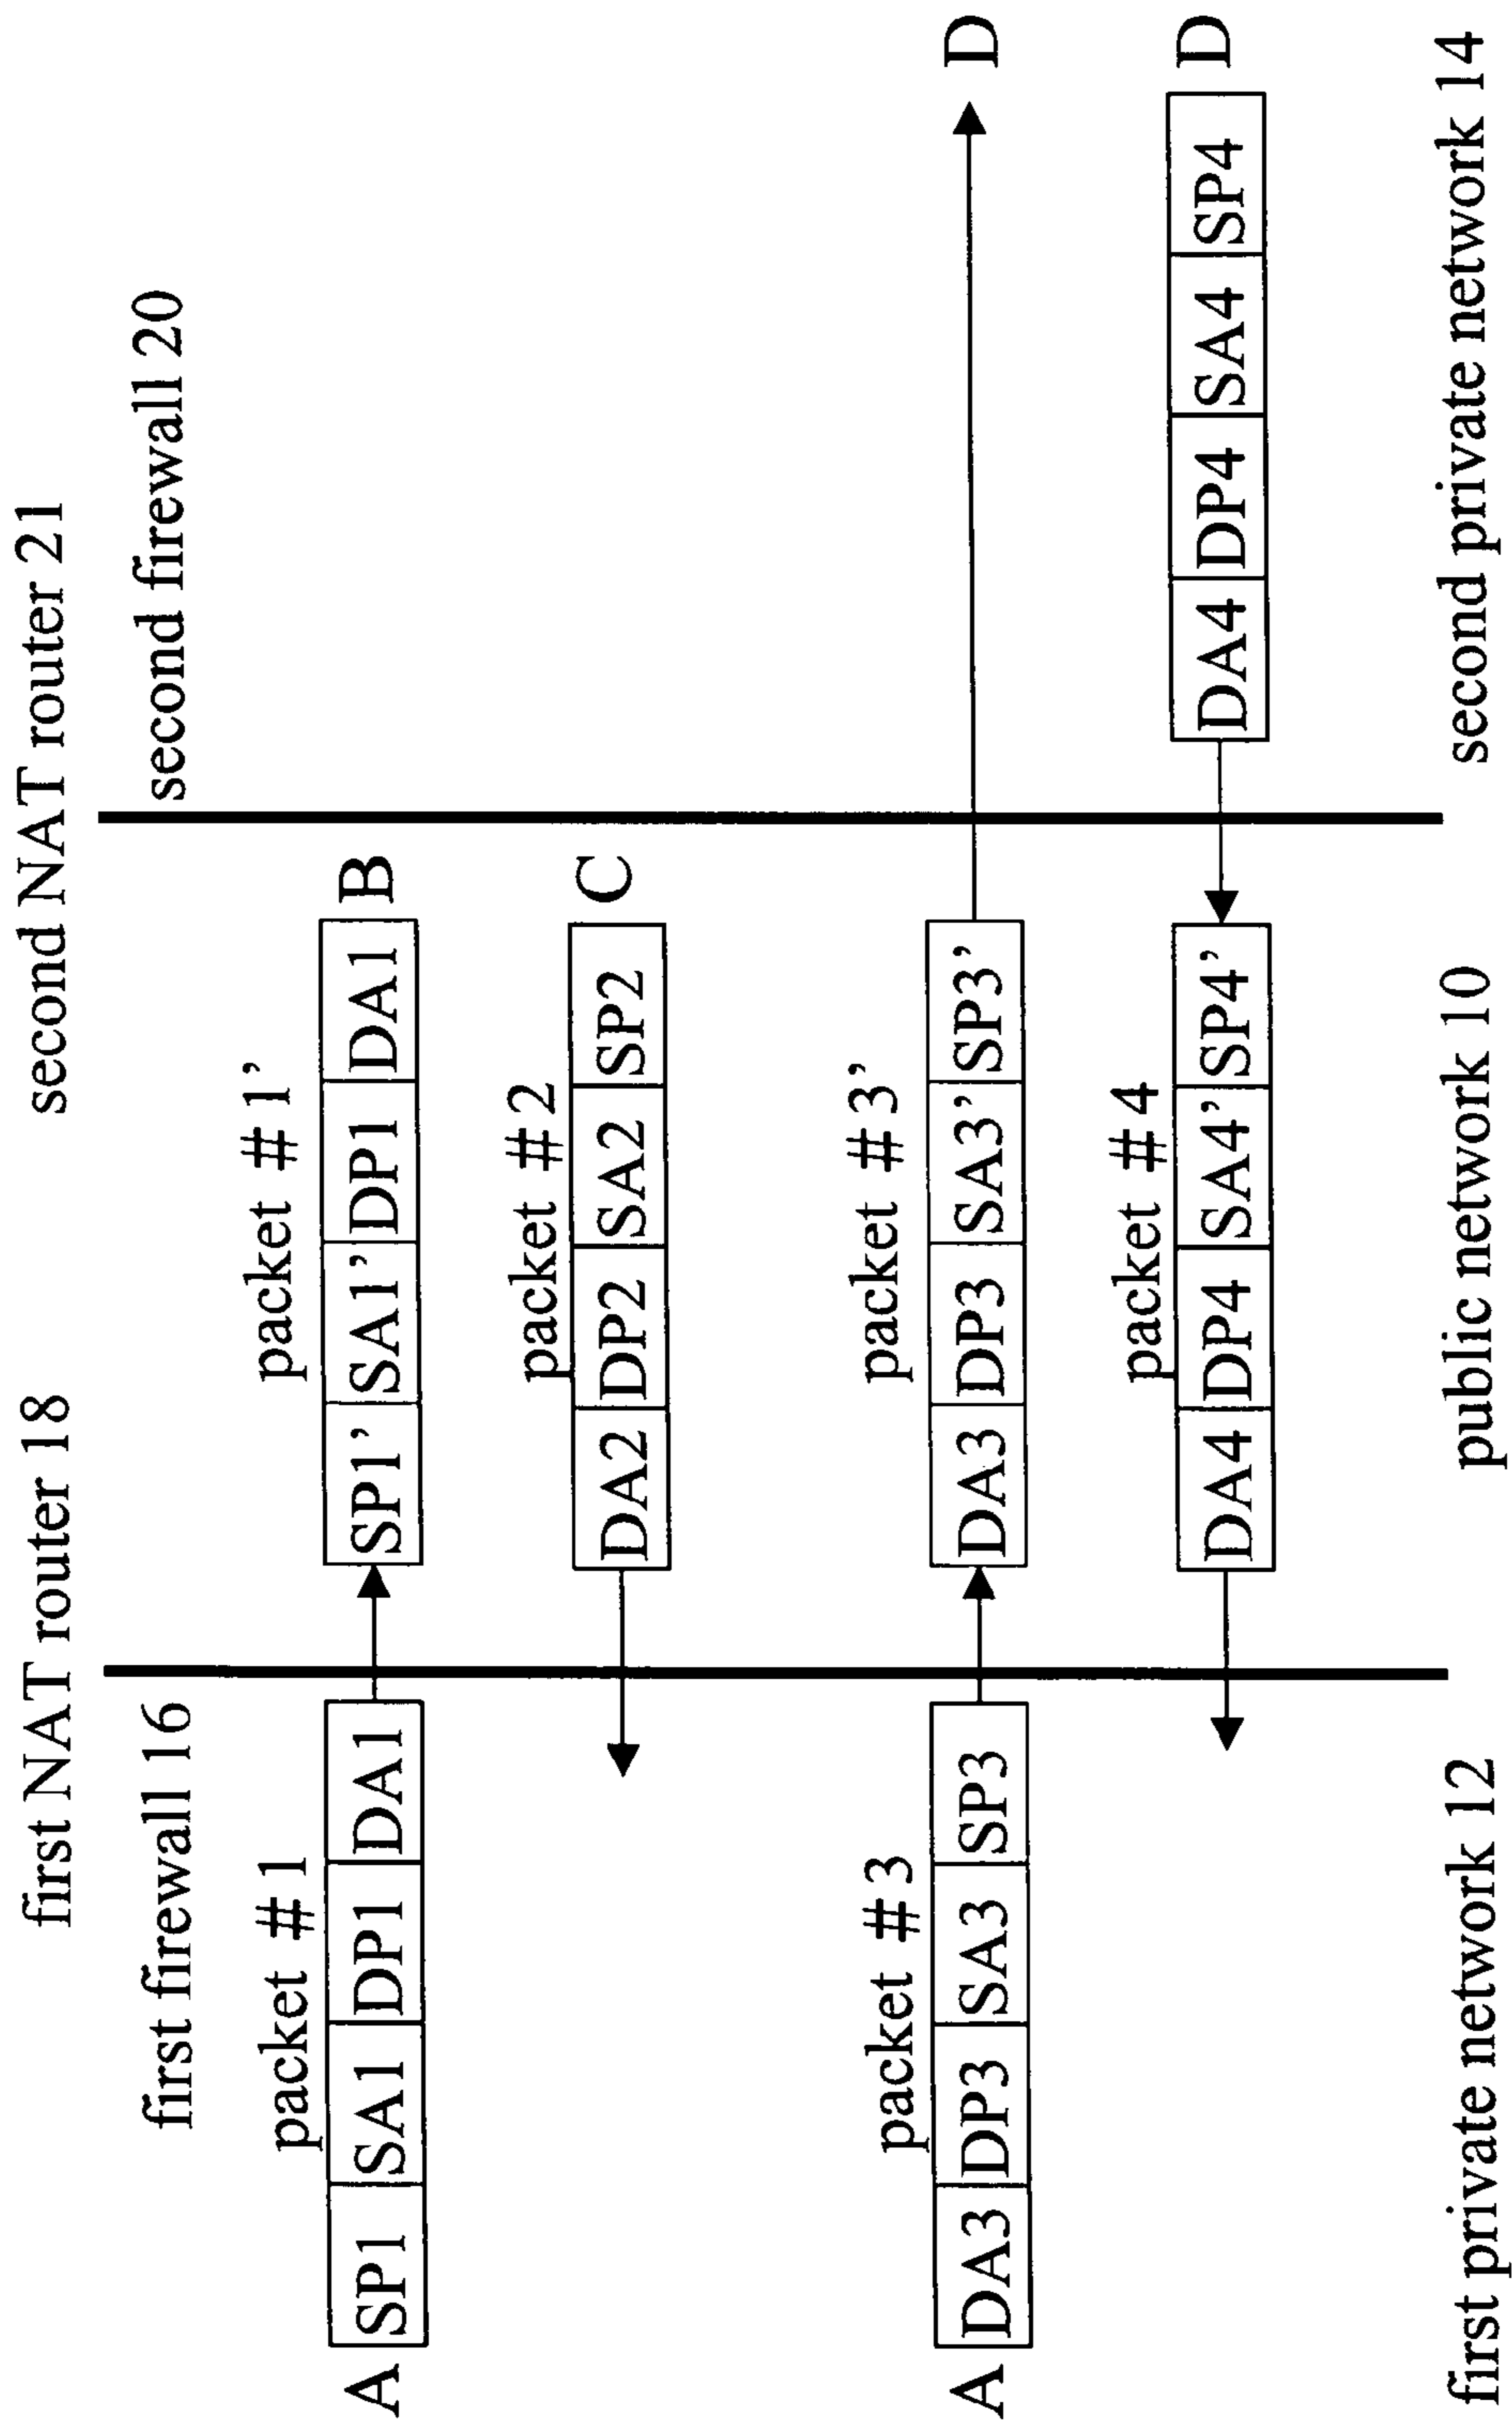 first NAT router 18
second NAT router 21
first firewall 16
second firewall 20
packet #1
packet #1’
A
SP1 SA1 DP1 DA1
SP1’ SA1’ DP1 DA1
B
packet #2
DA2 DP2 SA2 SP2
C
packet #3
packet #3’
A
DA3 DP3 SA3 SP3
DA3 DP3 SA3’ SP3’
D
packet #4
DA4 DP4 SA4’ SP4’
DA4 DP4 SA4 SP4
D
first private network 12
public network 10
second private network 14